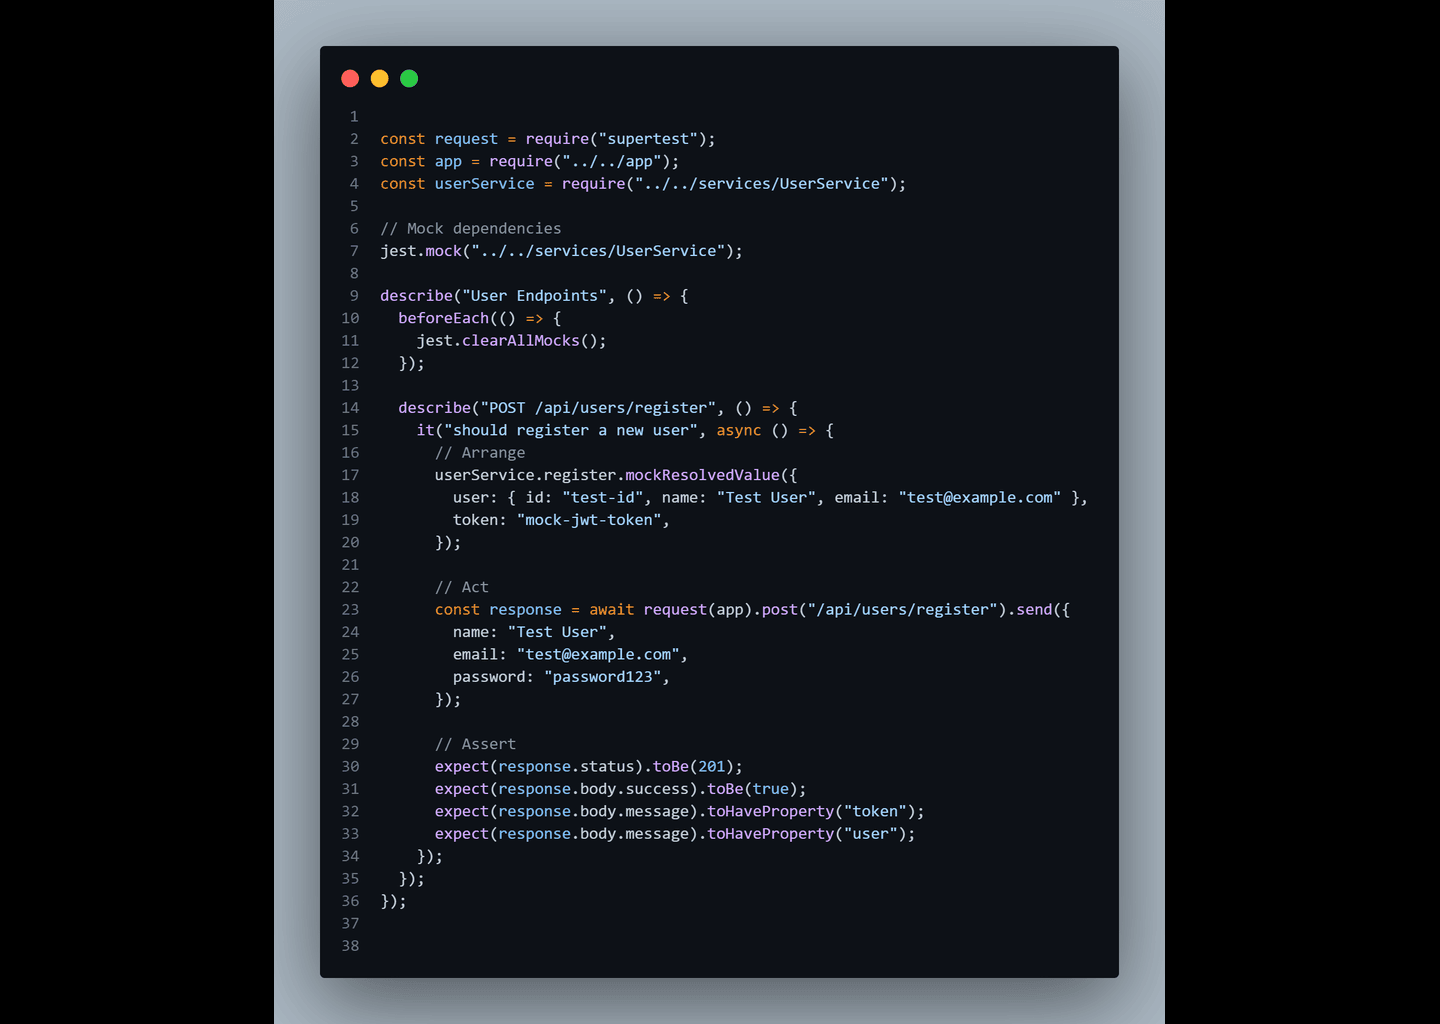 1
2 const request = require("supertest");
3 const app = require("../../app");
4 const userService = require("../../services/UserService");
5
6 // Mock dependencies
7 jest.mock("../../services/UserService");
8
9 describe("User Endpoints", () => {
10   beforeEach(() => {
11     jest.clearAllMocks();
12   });
13
14   describe("POST /api/users/register", () => {
15     it("should register a new user", async () => {
16       // Arrange
17       userService.register.mockResolvedValue({
18         user: { id: "test-id", name: "Test User", email: "test@example.com" },
19         token: "mock-jwt-token",
20       });
21
22       // Act
23       const response = await request(app).post("/api/users/register").send({
24         name: "Test User",
25         email: "test@example.com",
26         password: "password123",
27       });
28
29       // Assert
30       expect(response.status).toBe(201);
31       expect(response.body.success).toBe(true);
32       expect(response.body.message).toHaveProperty("token");
33       expect(response.body.message).toHaveProperty("user");
34     });
35   });
36 });
37
38